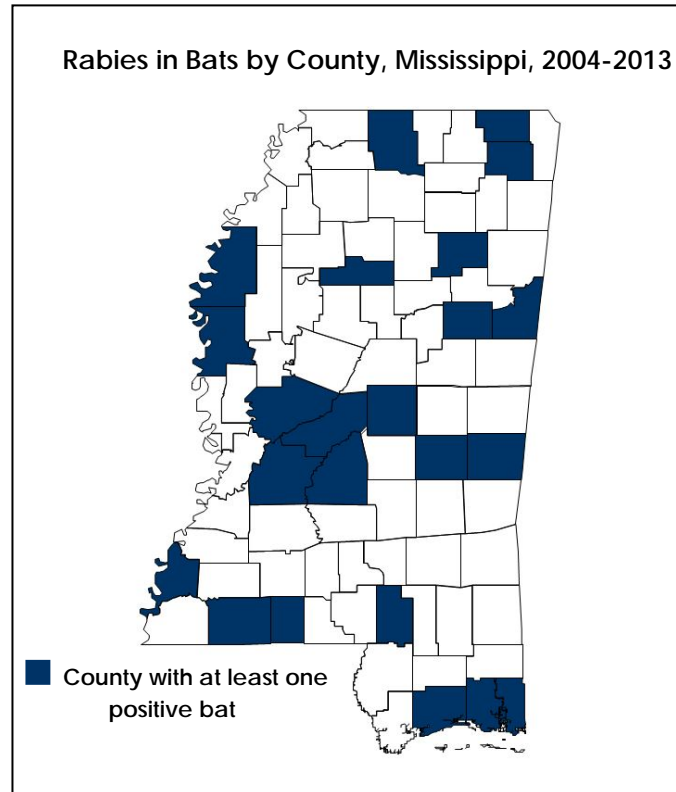 Rabies in Bats by County, Mississippi, 2004-2013
County with at least one
positive bat